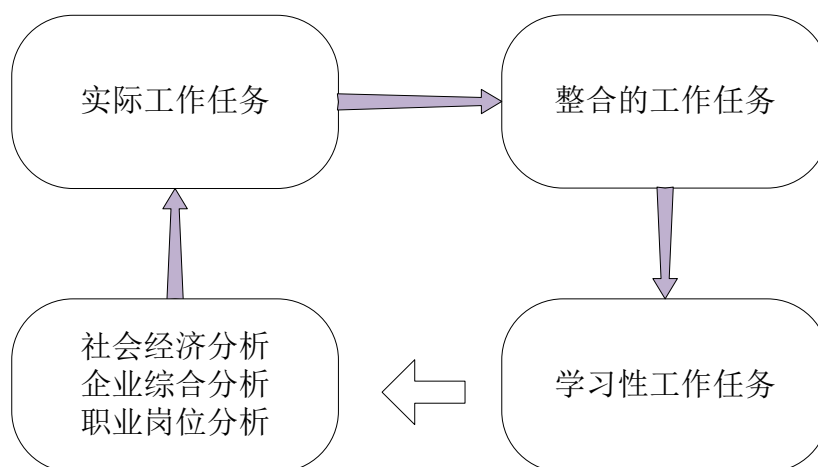 实际工作任务
整合的工作任务
社会经济分析
企业综合分析
职业岗位分析
学习性工作任务